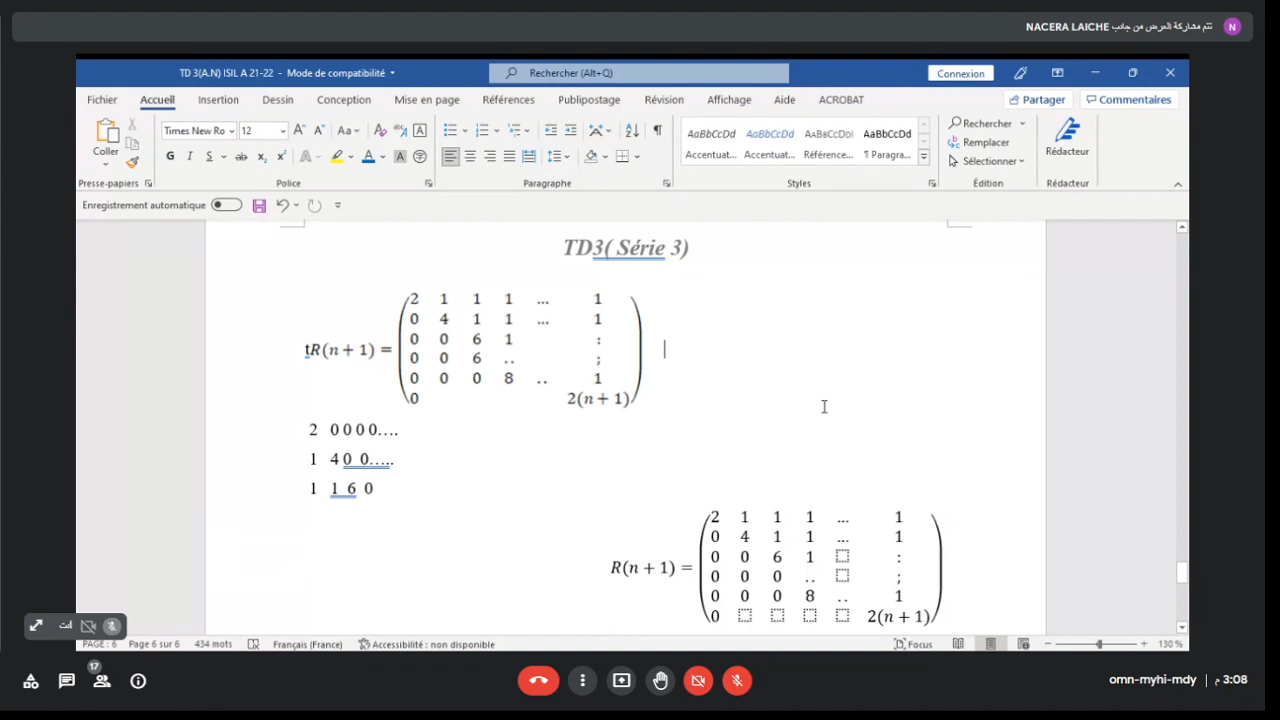 تتم مشاركة العرض من جانب NACERA LAICHE
N
TD 3(A.N) ISIL A 21-22 - Mode de compatibilité
Rechercher (Alt+Q)
Connexion
Fichier Accueil Insertion Dessin Conception Mise en page Références Publipostage Révision Affichage Aide ACROBAT
Partager Commentaires
Coller
Times New Ro 12
G I S ab x₂ x²
AaBbCcDd AaBbCcDd AaBbCcDd AaBbCcDd
Accentuat... Accentuat... Référence... ¶ Paragra...
Rechercher
Remplacer
Sélectionner
Rédacteur
Presse-papiers Police Paragraphe Styles Édition Rédacteur
Enregistrement automatique
TD3( Série 3)
tR(n + 1) =
2 1 1 1 ... 1
0 4 1 1 ... 1
0 0 6 1 :
0 0 6 .. ;
0 0 0 8 .. 1
0 2(n + 1)
2 0 0 0 0….
1 4 0 0…..
1 1 6 0
R(n + 1) =
2 1 1 1 ... 1
0 4 1 1 ... 1
0 0 6 1 :
0 0 0 .. ;
0 0 0 8 .. 1
0 2(n + 1)
انت
PAGE : 6 Page 6 sur 6 434 mots Français (France) Accessibilité : non disponible Focus 130 %
17
omn-myhi-mdy | 3:08 م